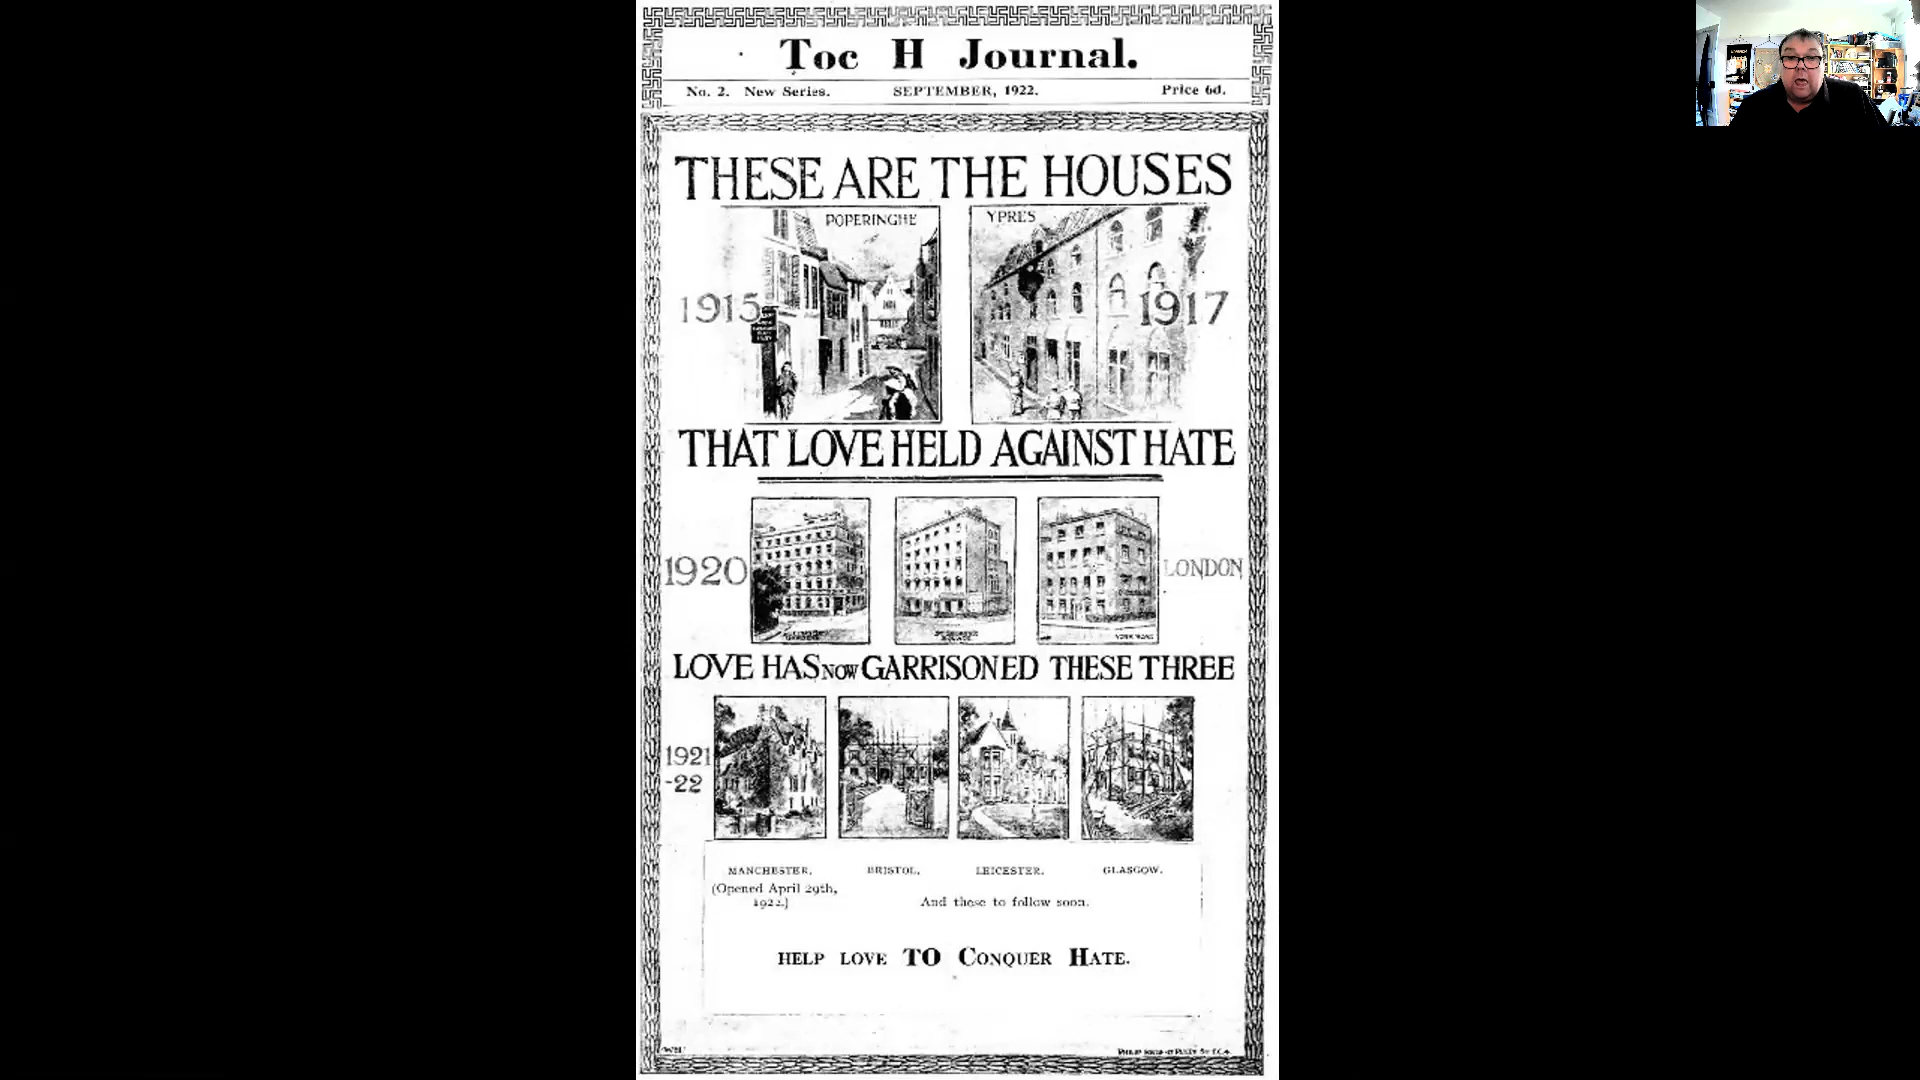 Toc H Journal.
No. 2. New Series. SEPTEMBER, 1922. Price 6d.
THESE ARE THE HOUSES
POPERINGHE YPRES
1915 1917
THAT LOVE HELD AGAINST HATE
1920 LONDON
YORK ROAD
LOVE HAS NOW GARRISONED THESE THREE
1921
-22
MANCHESTER. BRISTOL. LEICESTER. GLASGOW.
(Opened April 29th,
1922.)
And these to follow soon.
HELP LOVE TO CONQUER HATE.